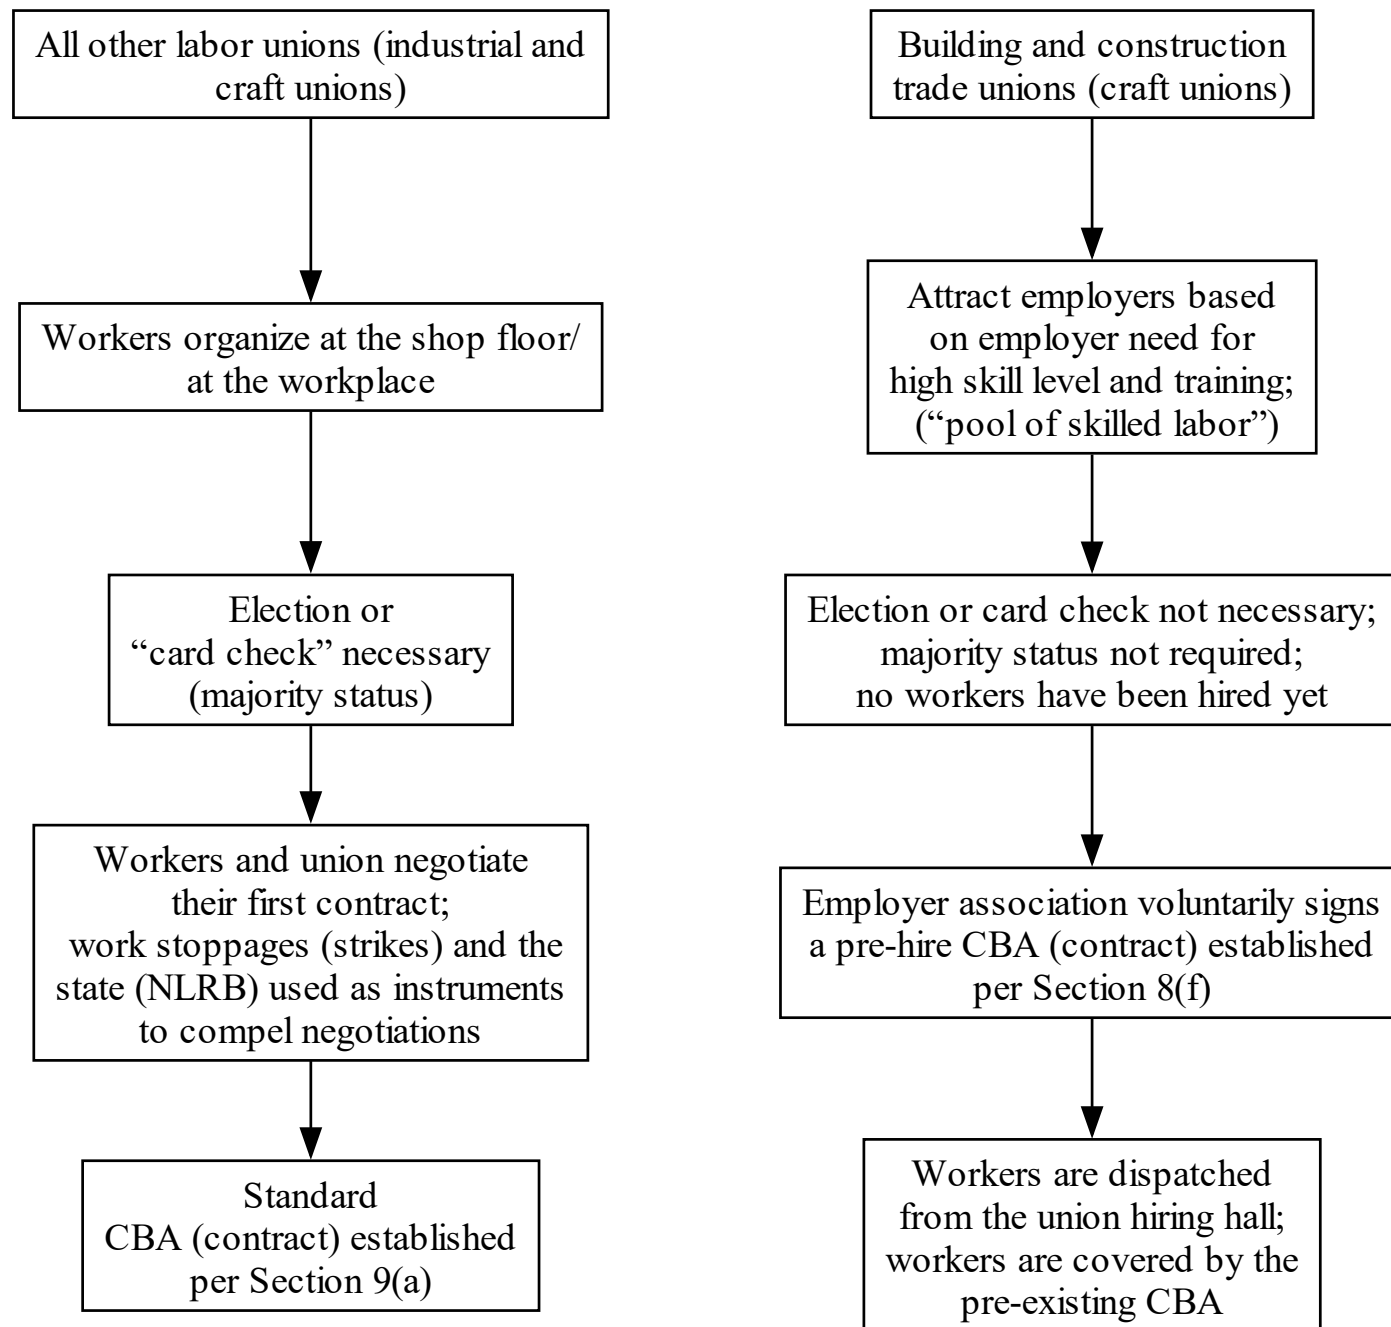 All other labor unions (industrial and
craft unions)
Workers organize at the shop floor/
at the workplace
Election or
“card check” necessary
(majority status)
Workers and union negotiate
their first contract;
work stoppages (strikes) and the
state (NLRB) used as instruments
to compel negotiations
Standard
CBA (contract) established
per Section 9(a)
Building and construction
trade unions (craft unions)
Attract employers based
on employer need for
high skill level and training;
(“pool of skilled labor”)
Election or card check not necessary;
majority status not required;
no workers have been hired yet
Employer association voluntarily signs
a pre-hire CBA (contract) established
per Section 8(f)
Workers are dispatched
from the union hiring hall;
workers are covered by the
pre-existing CBA